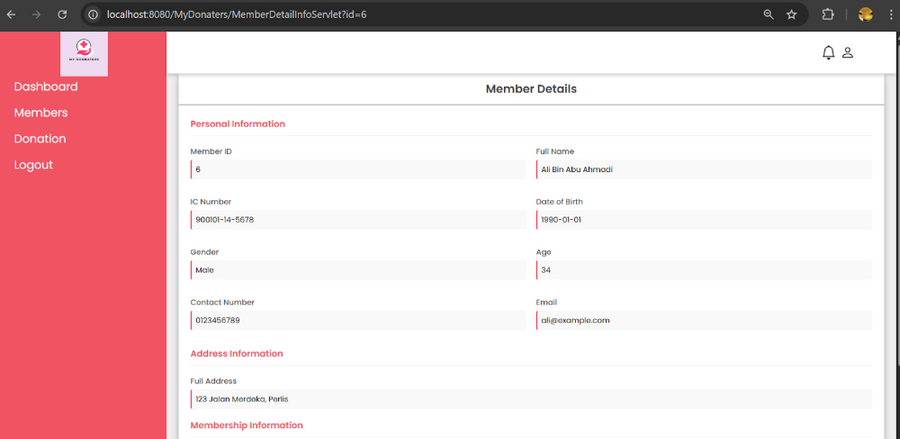 localhost:8080/MyDonaters/MemberDetailInfoServlet?id=6
Dashboard
Members
Donation
Logout
Member Details
Personal Information
Member ID Full Name
6 Ali Bin Abu Ahmadi
IC Number Date of Birth
900101-14-5678 1990-01-01
Gender Age
Male 34
Contact Number Email
0123456789 ali@example.com
Address Information
Full Address
123 Jalan Merdeka, Perlis
Membership Information